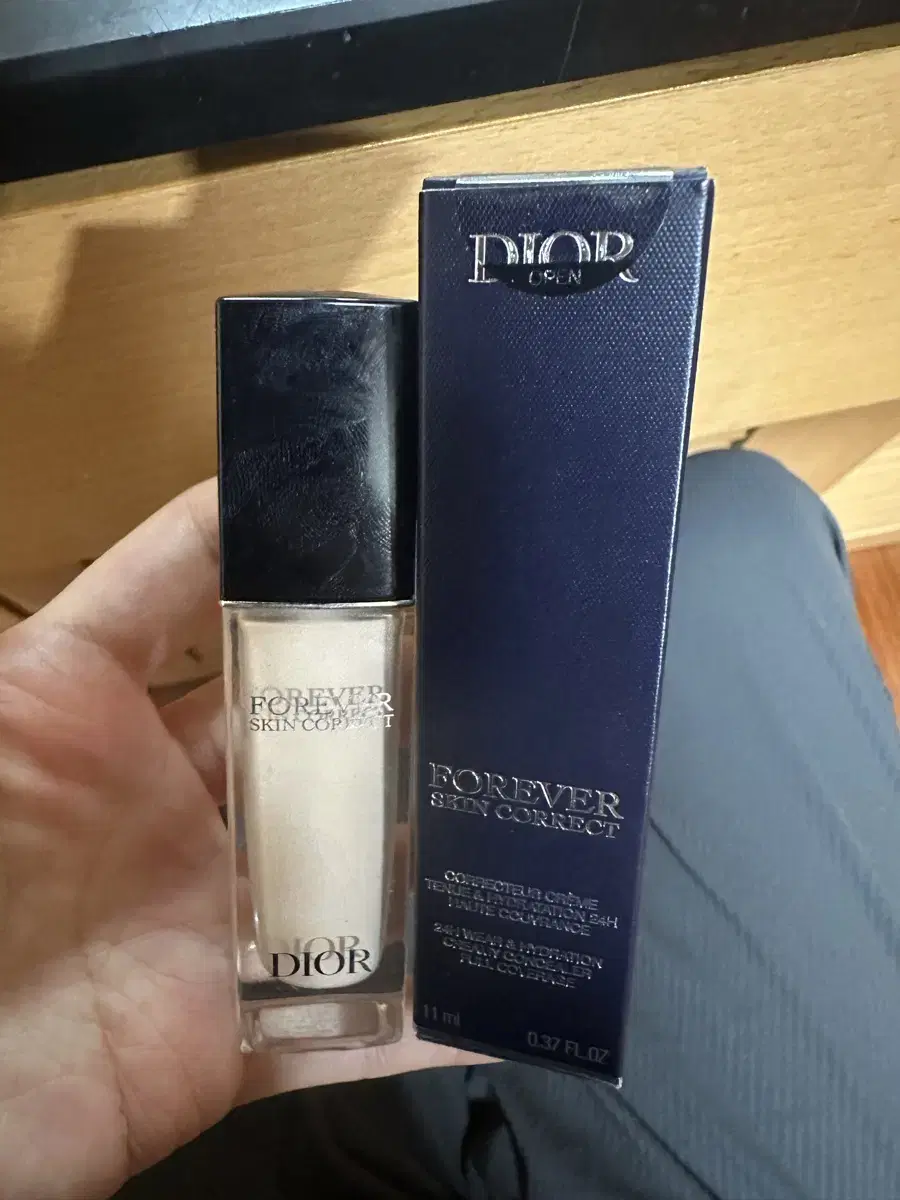 FOREVER
SKIN CORRECT
DIOR
DIOR
OPEN
FOREVER
SKIN CORRECT
CORRECTEUR CRÈME
TENUE & HYDRATATION 24H
HAUTE COUVRANCE
24H WEAR & HYDRATION
CREAMY CONCEALER
FULL COVERAGE
11 ml
0.37 FL.OZ